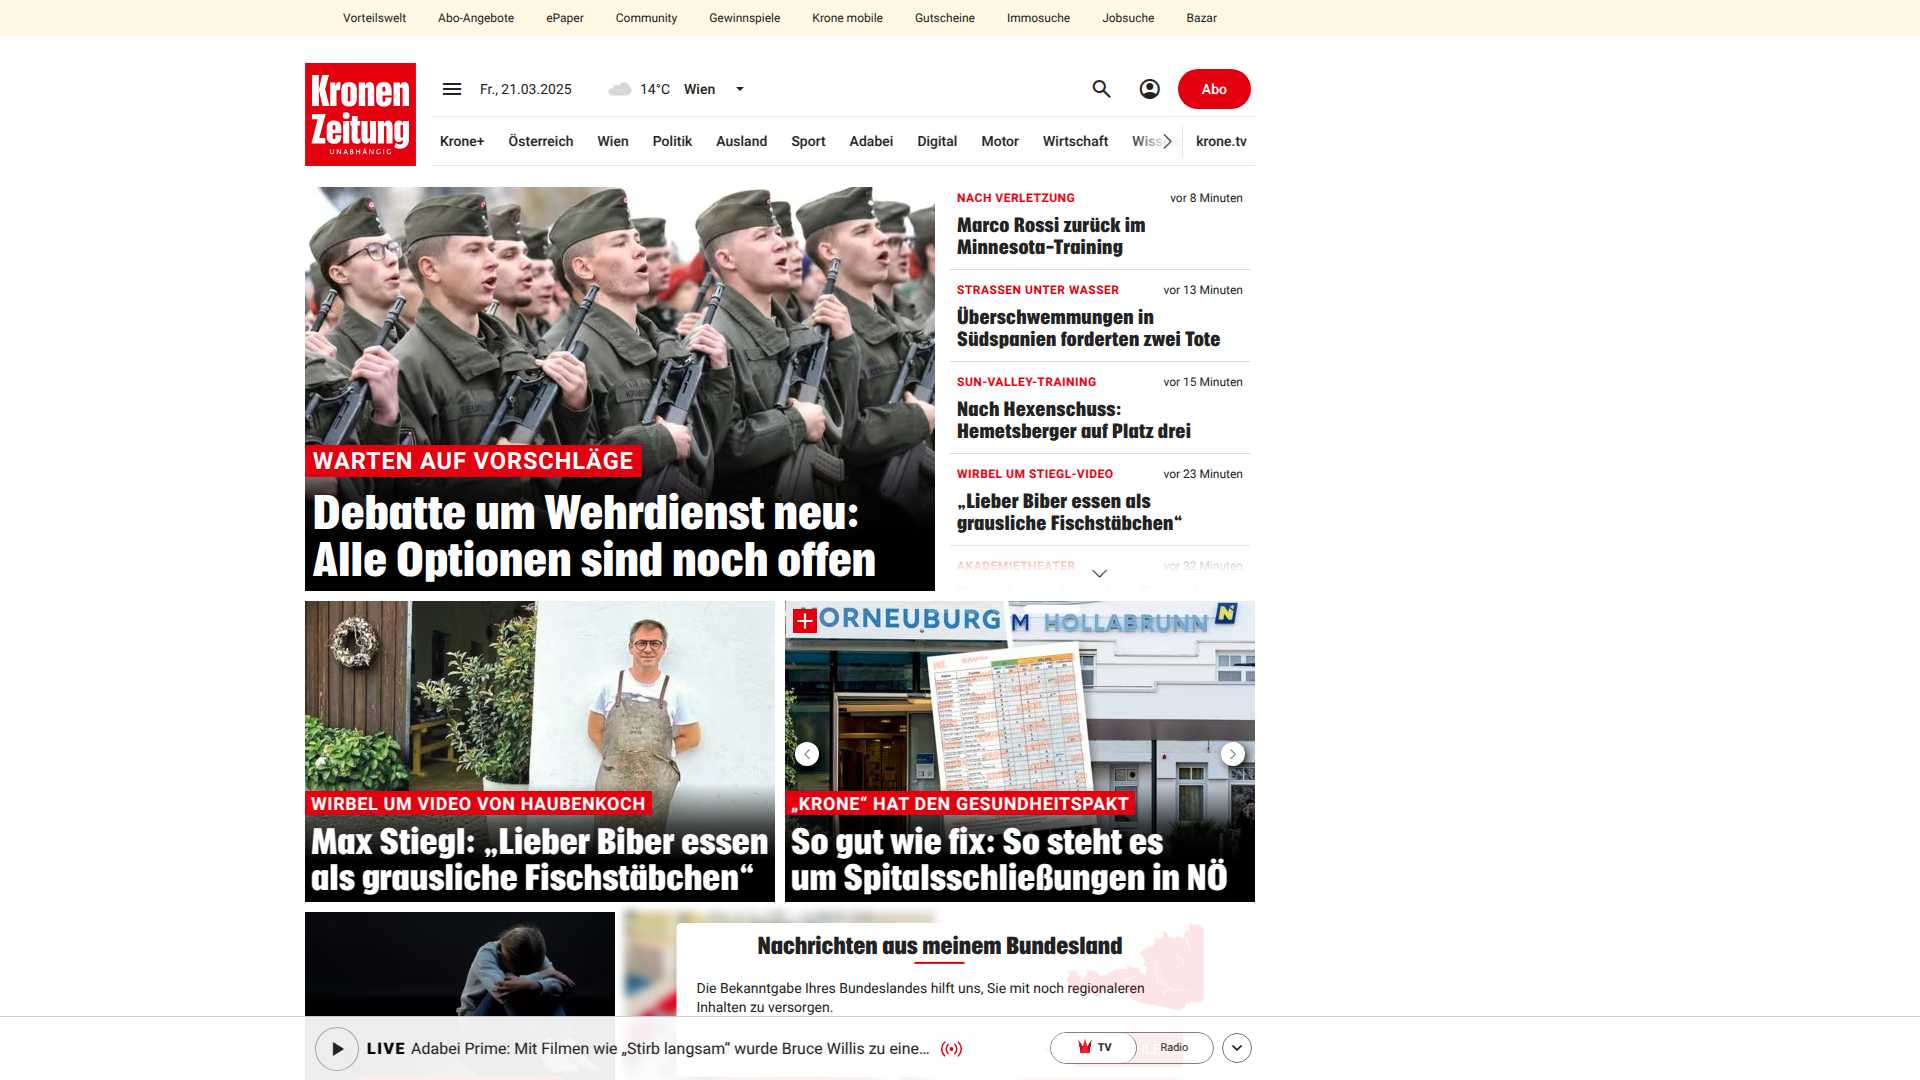 Vorteilswelt Abo-Angebote ePaper Community Gewinnspiele Krone mobile Gutscheine Immosuche Jobsuche Bazar
Kronen
Zeitung
UNABHÄNGIG
Fr., 21.03.2025 14°C Wien
Abo
Krone+ Österreich Wien Politik Ausland Sport Adabei Digital Motor Wirtschaft Wiss krone.tv
WARTEN AUF VORSCHLÄGE
Debatte um Wehrdienst neu:
Alle Optionen sind noch offen
NACH VERLETZUNG vor 8 Minuten
Marco Rossi zurück im
Minnesota-Training
STRASSEN UNTER WASSER vor 13 Minuten
Überschwemmungen in
Südspanien forderten zwei Tote
SUN-VALLEY-TRAINING vor 15 Minuten
Nach Hexenschuss:
Hemetsberger auf Platz drei
WIRBEL UM STIEGL-VIDEO vor 23 Minuten
„Lieber Biber essen als
grausliche Fischstäbchen“
AKADEMIETHEATER vor 32 Minuten
WIRBEL UM VIDEO VON HAUBENKOCH
Max Stiegl: „Lieber Biber essen
als grausliche Fischstäbchen“
ORNEUBURG M HOLLABRUNN N
„KRONE“ HAT DEN GESUNDHEITSPAKT
So gut wie fix: So steht es
um Spitalsschließungen in NÖ
Nachrichten aus meinem Bundesland
Die Bekanntgabe Ihres Bundeslandes hilft uns, Sie mit noch regionaleren
Inhalten zu versorgen.
LIVE Adabei Prime: Mit Filmen wie „Stirb langsam“ wurde Bruce Willis zu eine...
TV Radio